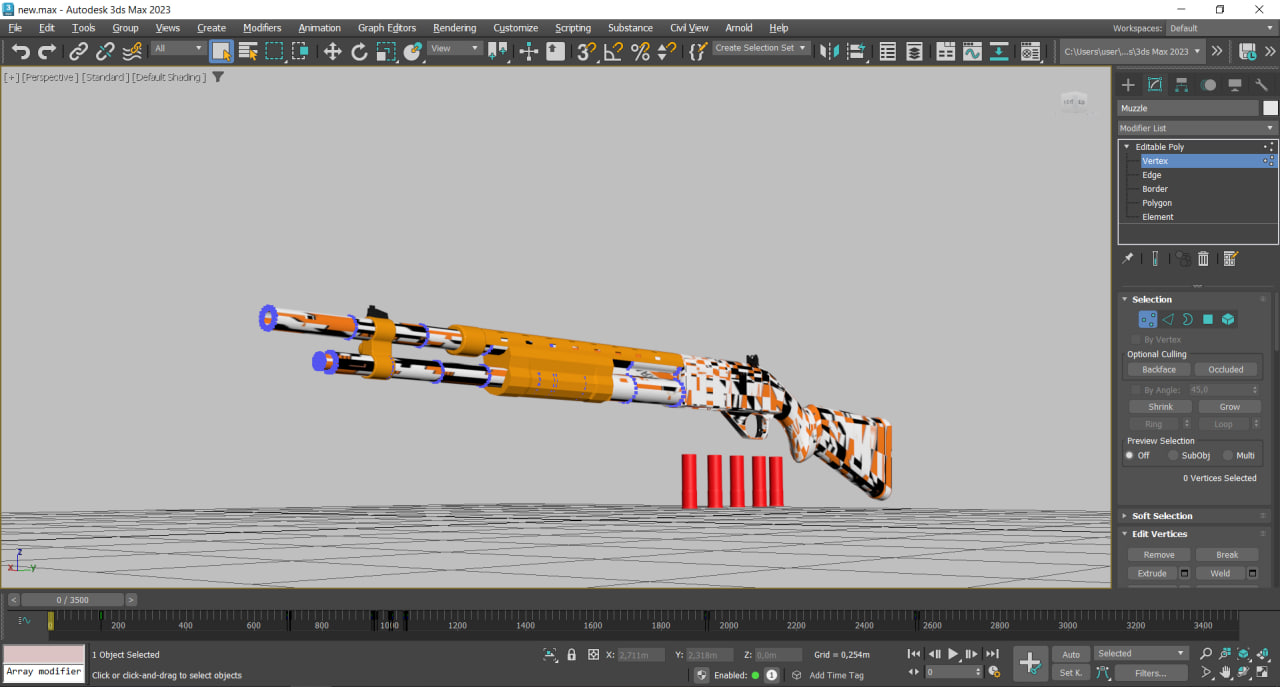 new.max - Autodesk 3ds Max 2023
File Edit Tools Group Views Create Modifiers Animation Graph Editors Rendering Customize Scripting Substance Civil View Arnold Help
Workspaces: Default
All View Create Selection Set C:\Users\user\...s\3ds Max 2023
[+] [Perspective] [Standard] [Default Shading]
Muzzle
Modifier List
Editable Poly
Vertex
Edge
Border
Polygon
Element
Selection
By Vertex
Optional Culling
Backface Occluded
By Angle: 45,0
Shrink Grow
Ring Loop
Preview Selection
Off SubObj Multi
0 Vertices Selected
Soft Selection
Edit Vertices
Remove Break
Extrude Weld
z
x y
< 0 / 3500 >
0 200 400 600 800 1000 1200 1400 1600 1800 2000 2200 2400 2600 2800 3000 3200 3400
1 Object Selected X: 2,711m Y: 2,318m Z: 0,0m Grid = 0,254m Auto Selected
Array modifier Click or click-and-drag to select objects Enabled: 1 Add Time Tag 0 Set K. Filters...